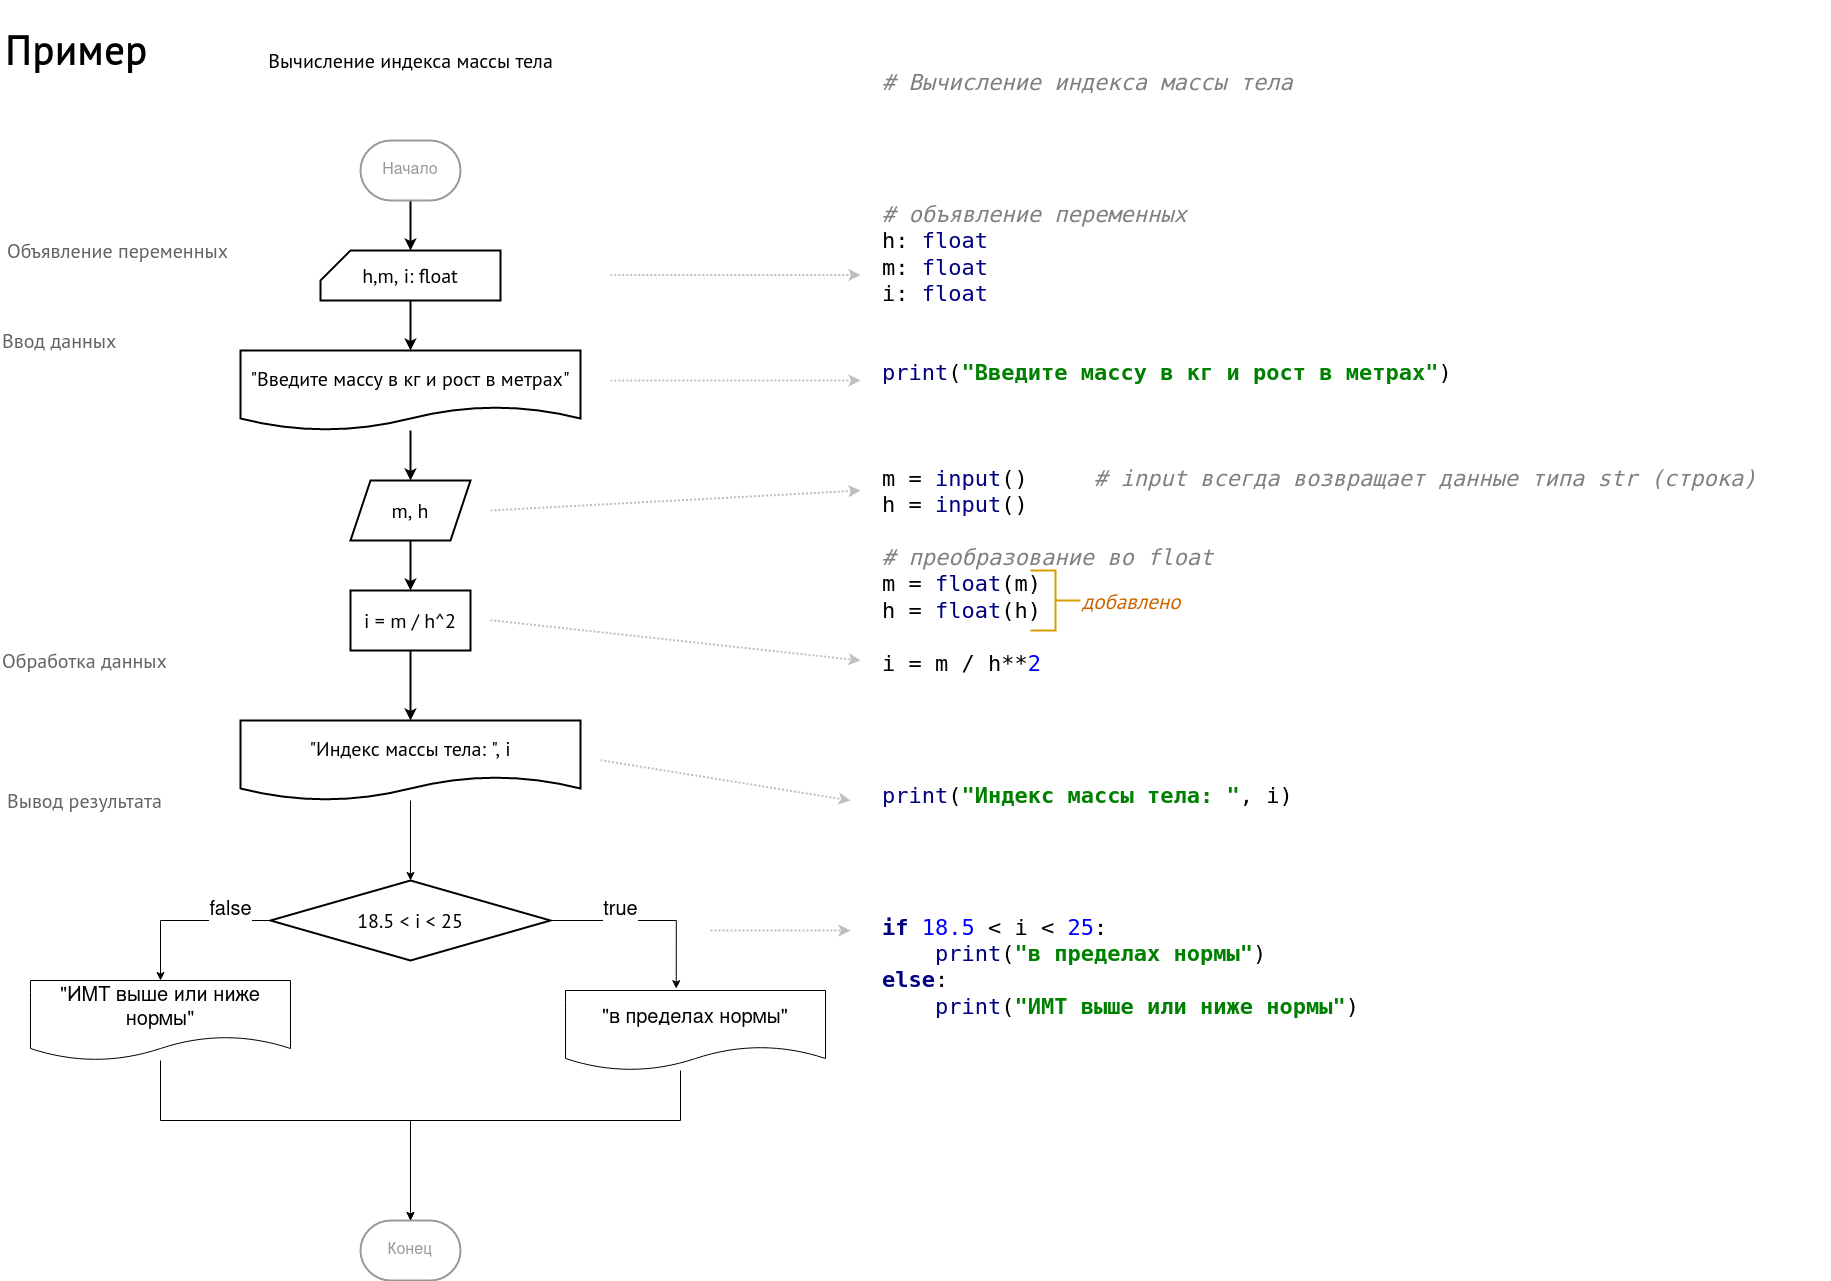 Пример
Вычисление индекса массы тела
# Вычисление индекса массы тела
Начало
Объявление переменных
h,m, i: float
# объявление переменных
h: float
m: float
i: float
Ввод данных
"Введите массу в кг и рост в метрах"
print("Введите массу в кг и рост в метрах")
m, h
m = input()     # input всегда возвращает данные типа str (строка)
h = input()
# преобразование во float
m = float(m)
h = float(h)
добавлено
i = m / h^2
i = m / h**2
Обработка данных
"Индекс массы тела: ", i
print("Индекс массы тела: ", i)
Вывод результата
false
18.5 < i < 25
true
if 18.5 < i < 25:
    print("в пределах нормы")
else:
    print("ИМТ выше или ниже нормы")
"ИМТ выше или ниже
нормы"
"в пределах нормы"
Конец